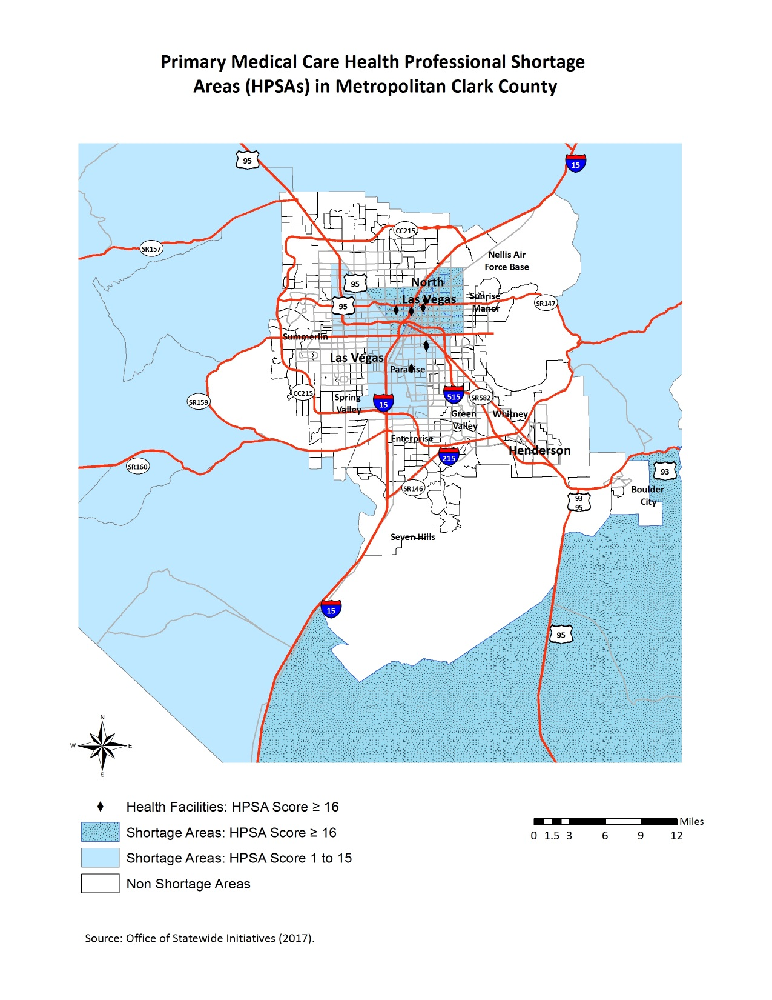 Primary Medical Care Health Professional Shortage
Areas (HPSAs) in Metropolitan Clark County
95
15
CC215
SR157
Nellis Air
Force Base
95
North
Las Vegas
Sunrise
Manor
SR147
95
Summerlin
Las Vegas
Paradise
CC215
Spring
Valley
15
515
SR582
SR159
Green
Valley
Whitney
Enterprise
Henderson
215
SR160
93
SR146
Boulder
City
93
95
Seven Hills
15
95
N
W
E
S
Health Facilities: HPSA Score ≥ 16
Shortage Areas: HPSA Score ≥ 16
Shortage Areas: HPSA Score 1 to 15
Non Shortage Areas
Miles
0 1.5 3 6 9 12
Source: Office of Statewide Initiatives (2017).